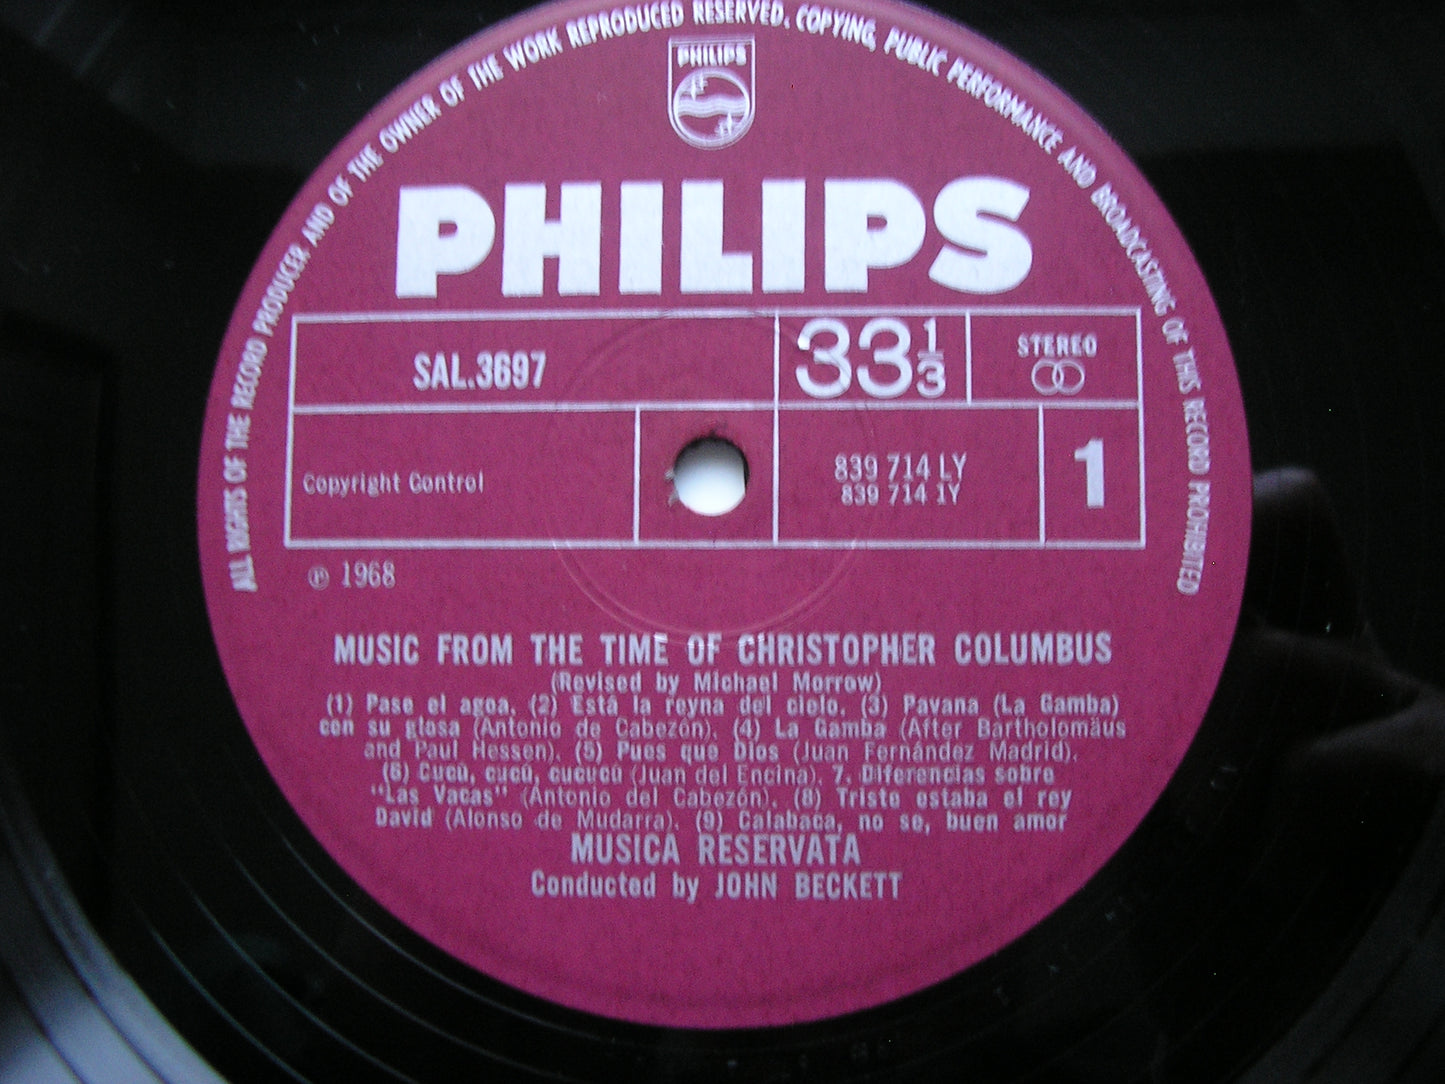 ALL RIGHTS OF THE RECORD PRODUCER AND OF THE OWNER OF THE WORK REPRODUCED RESERVED. COPYING, PUBLIC PERFORMANCE AND BROADCASTING OF THIS RECORD PROHIBITED
PHILIPS
PHILIPS
SAL.3697
33 1/3
STEREO
Copyright Control
839 714 LY
839 714 1Y
1
℗ 1968
MUSIC FROM THE TIME OF CHRISTOPHER COLUMBUS
(Revised by Michael Morrow)
(1) Pase el agoa. (2) Está la reyna del cielo. (3) Pavana (La Gamba)
con su glosa (Antonio de Cabezón). (4) La Gamba (After Bartholomäus
and Paul Hessen). (5) Pues que Dios (Juan Fernández Madrid).
(6) Cucú, cucú, cucucú (Juan del Encina). 7. Diferencias sobre
"Las Vacas" (Antonio del Cabezón). (8) Triste estaba el rey
David (Alonso de Mudarra). (9) Calabaca, no se, buen amor
MUSICA RESERVATA
Conducted by JOHN BECKETT